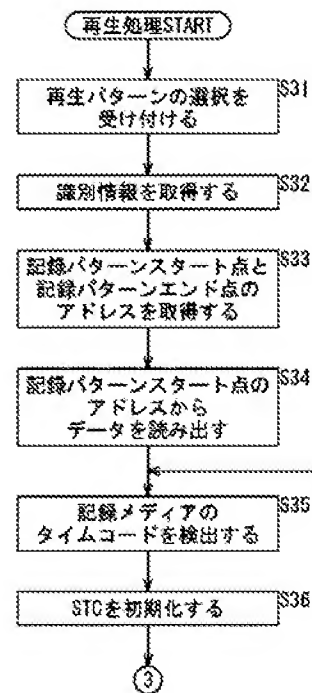 再生処理START
S31
再生パターンの選択を
受け付ける
S32
識別情報を取得する
S33
記録パターンスタート点と
記録パターンエンド点の
アドレスを取得する
S34
記録パターンスタート点の
アドレスから
データを読み出す
S35
記録メディアの
タイムコードを検出する
S36
STCを初期化する
3